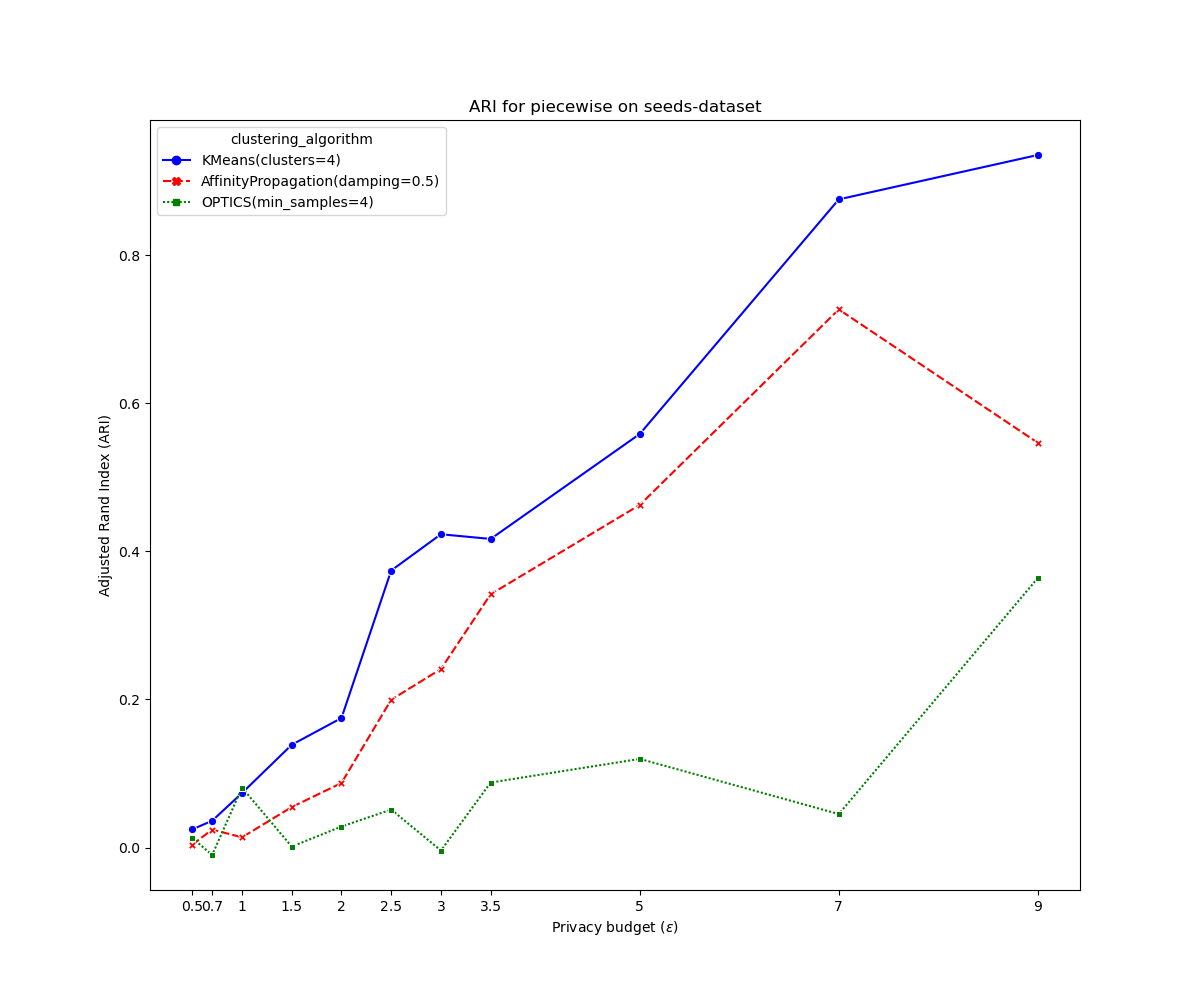 ARI for piecewise on seeds-dataset
clustering_algorithm
KMeans(clusters=4)
AffinityPropagation(damping=0.5)
OPTICS(min_samples=4)
Adjusted Rand Index (ARI)
0.8
0.6
0.4
0.2
0.0
0.5 0.7 1 1.5 2 2.5 3 3.5 5 7 9
Privacy budget (ε)